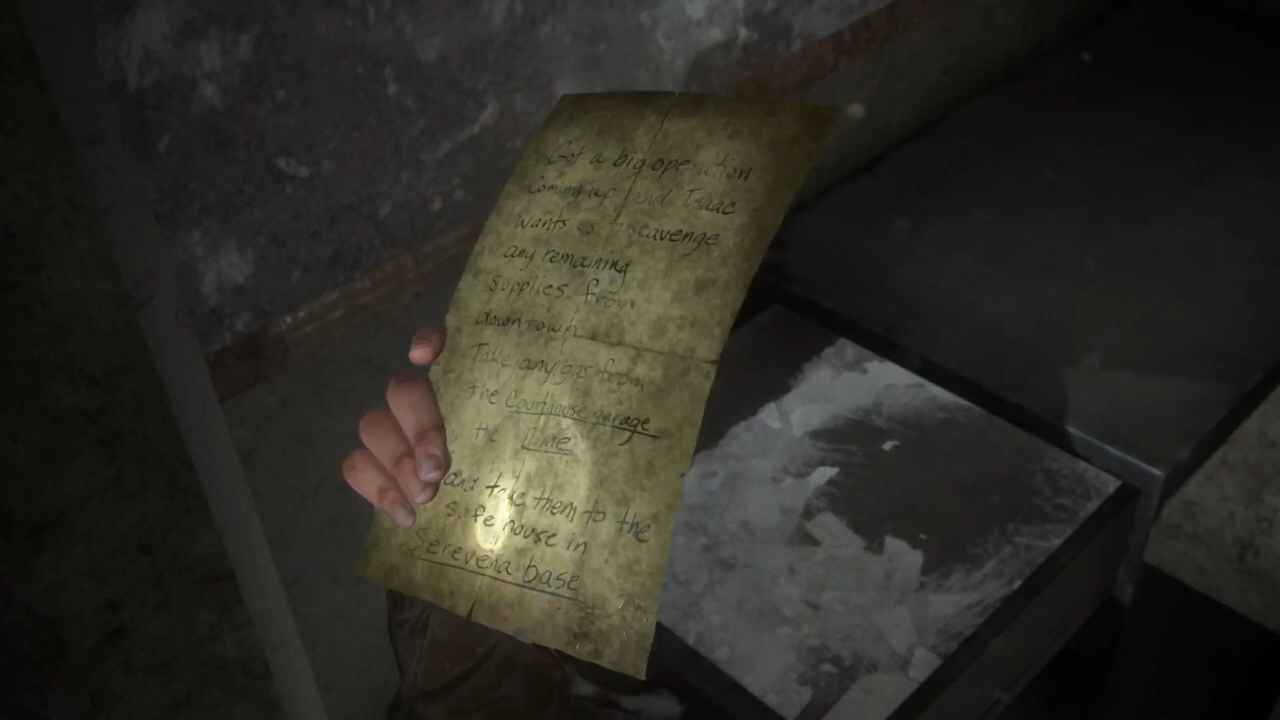 Got a big operation
Coming up and Isaac
wants to scavenge
any remaining
supplies from
downtown
Take any gas from
The Courthouse garage
the Dome
and take them to the
safe house in
Serevena base